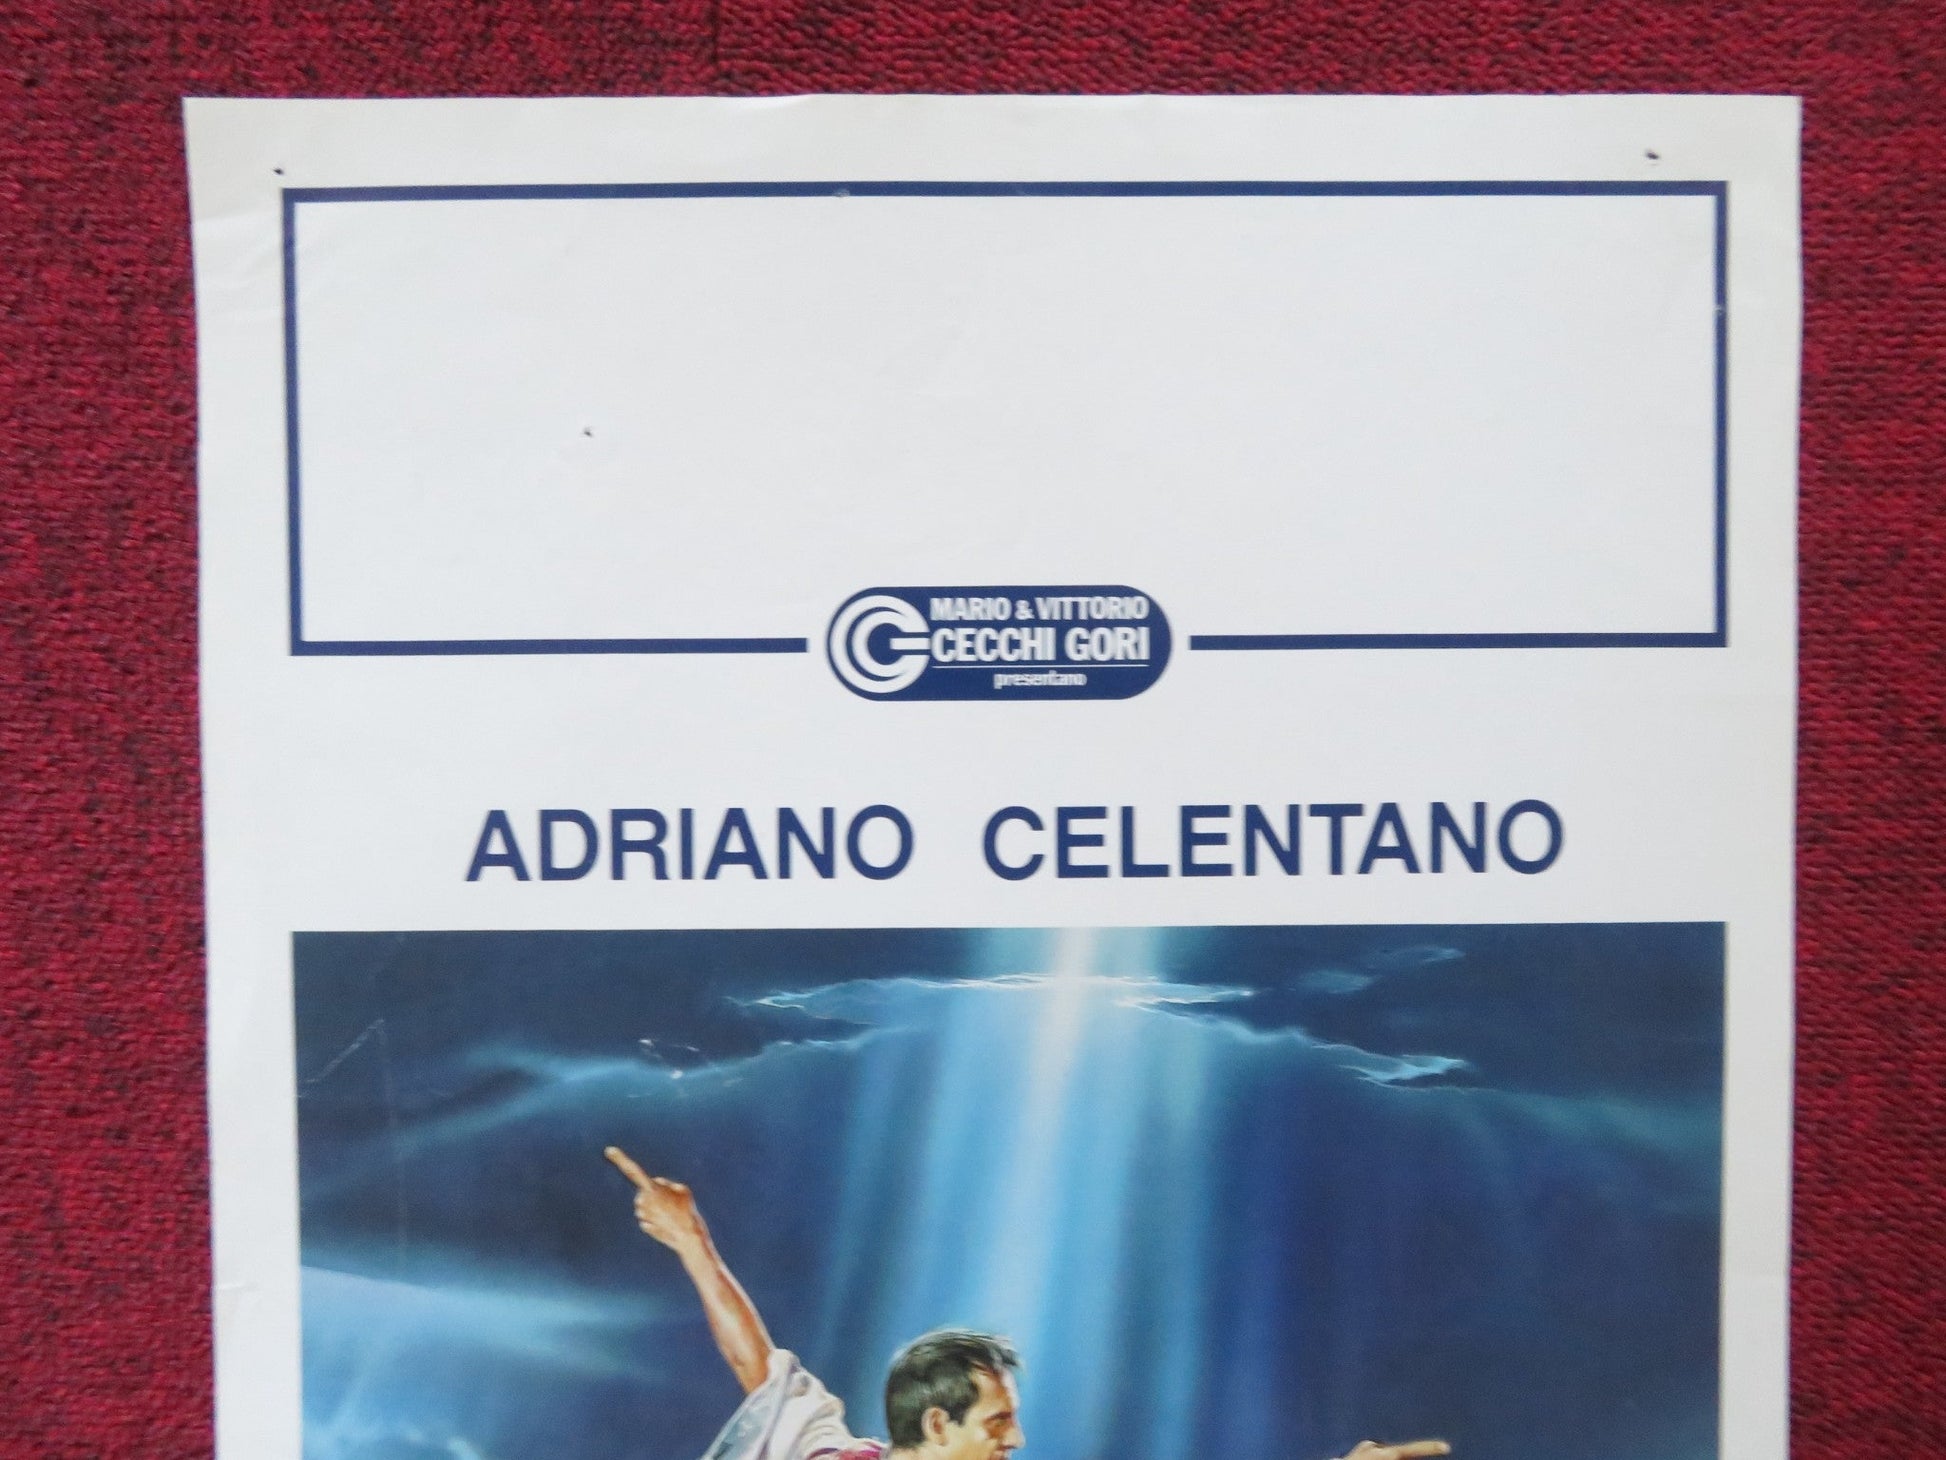 MARIO & VITTORIO
CECCHI GORI
presentano
ADRIANO CELENTANO